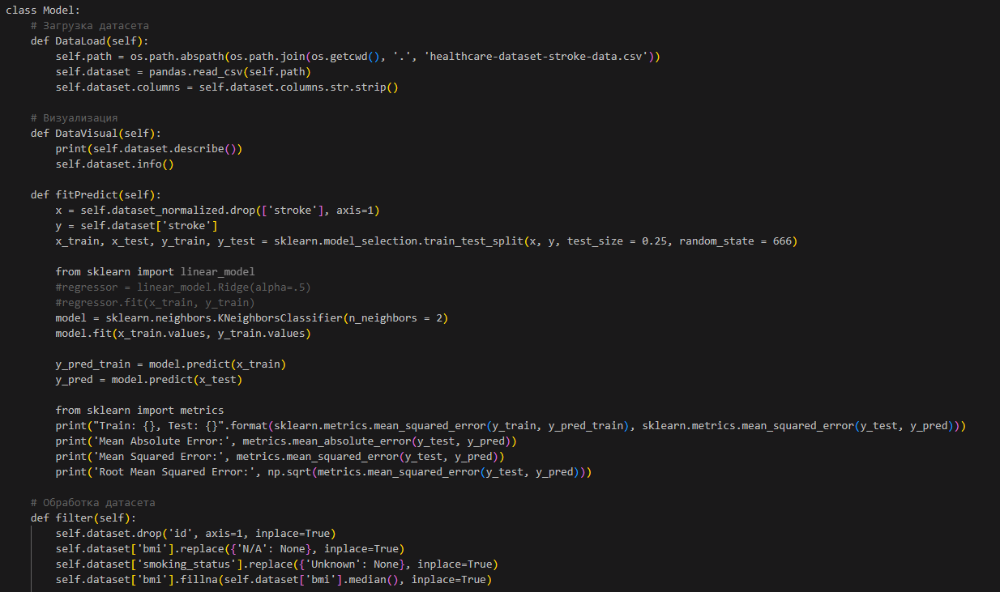 class Model:
    # Загрузка датасета
    def DataLoad(self):
        self.path = os.path.abspath(os.path.join(os.getcwd(), '.', 'healthcare-dataset-stroke-data.csv'))
        self.dataset = pandas.read_csv(self.path)
        self.dataset.columns = self.dataset.columns.str.strip()

    # Визуализация
    def DataVisual(self):
        print(self.dataset.describe())
        self.dataset.info()

    def fitPredict(self):
        x = self.dataset_normalized.drop(['stroke'], axis=1)
        y = self.dataset['stroke']
        x_train, x_test, y_train, y_test = sklearn.model_selection.train_test_split(x, y, test_size = 0.25, random_state = 666)

        from sklearn import linear_model
        #regressor = linear_model.Ridge(alpha=.5)
        #regressor.fit(x_train, y_train)
        model = sklearn.neighbors.KNeighborsClassifier(n_neighbors = 2)
        model.fit(x_train.values, y_train.values)

        y_pred_train = model.predict(x_train)
        y_pred = model.predict(x_test)

        from sklearn import metrics
        print("Train: {}, Test: {}".format(sklearn.metrics.mean_squared_error(y_train, y_pred_train), sklearn.metrics.mean_squared_error(y_test, y_pred)))
        print('Mean Absolute Error:', metrics.mean_absolute_error(y_test, y_pred))
        print('Mean Squared Error:', metrics.mean_squared_error(y_test, y_pred))
        print('Root Mean Squared Error:', np.sqrt(metrics.mean_squared_error(y_test, y_pred)))

    # Обработка датасета
    def filter(self):
        self.dataset.drop('id', axis=1, inplace=True)
        self.dataset['bmi'].replace({'N/A': None}, inplace=True)
        self.dataset['smoking_status'].replace({'Unknown': None}, inplace=True)
        self.dataset['bmi'].fillna(self.dataset['bmi'].median(), inplace=True)